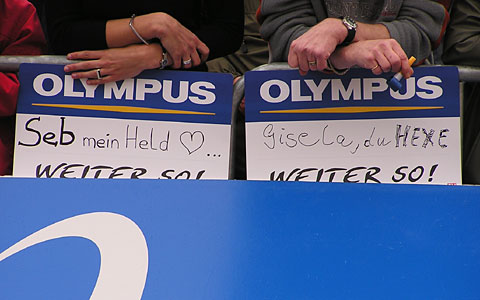 OLYMPUS
Seb mein Held ♡...
WEITER SO!
OLYMPUS
Gisela, du HEXE
WEITER SO!